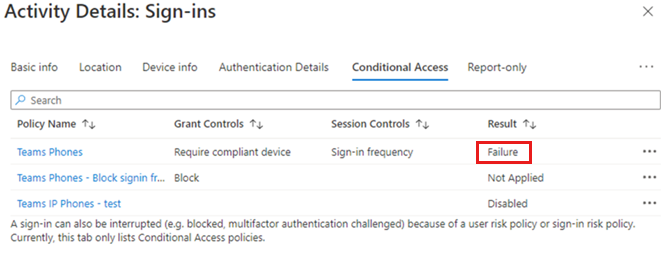 Activity Details: Sign-ins
Basic info Location Device info Authentication Details Conditional Access Report-only
Search
Policy Name Grant Controls Session Controls Result
Teams Phones Require compliant device Sign-in frequency Failure
Teams Phones - Block signin fr... Block Not Applied
Teams IP Phones - test Disabled
A sign-in can also be interrupted (e.g. blocked, multifactor authentication challenged) because of a user risk policy or sign-in risk policy.
Currently, this tab only lists Conditional Access policies.